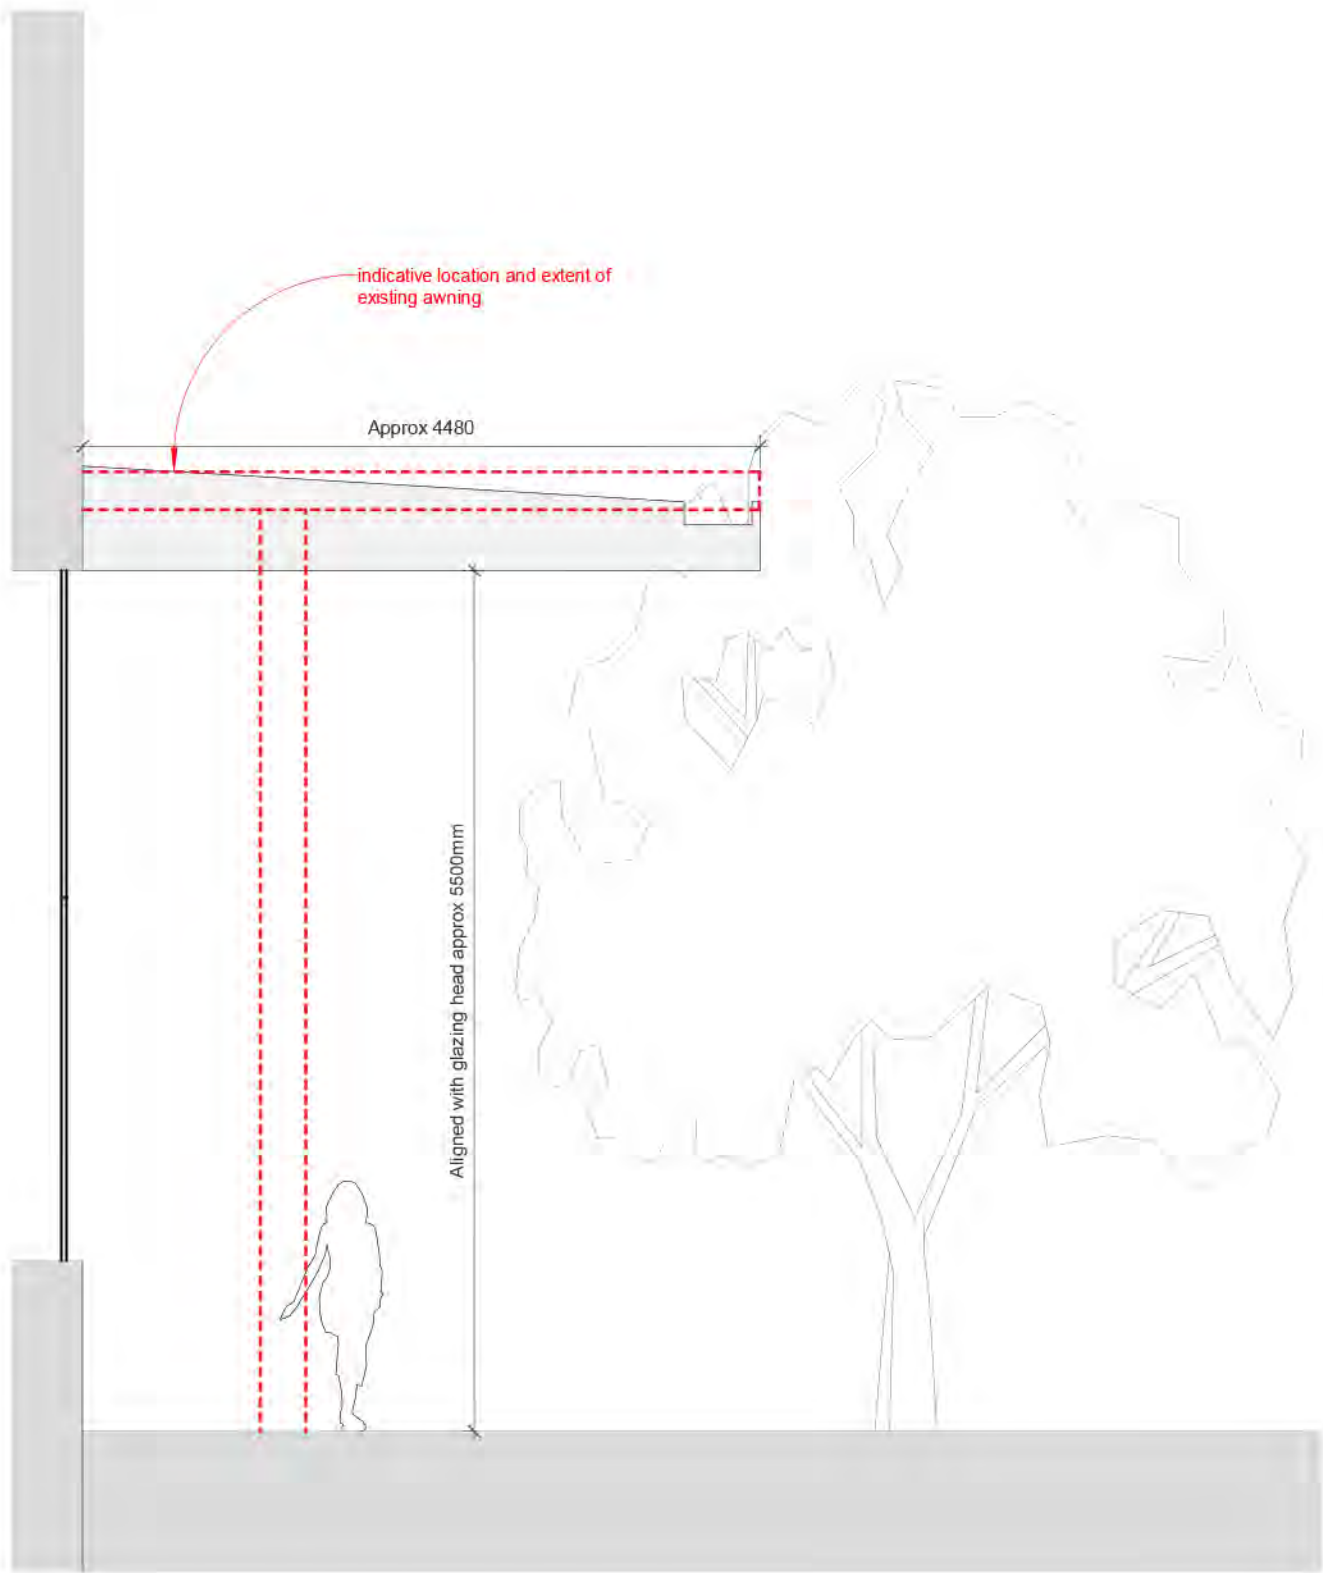 indicative location and extent of
existing awning
Approx 4480
Aligned with glazing head approx 5500mm